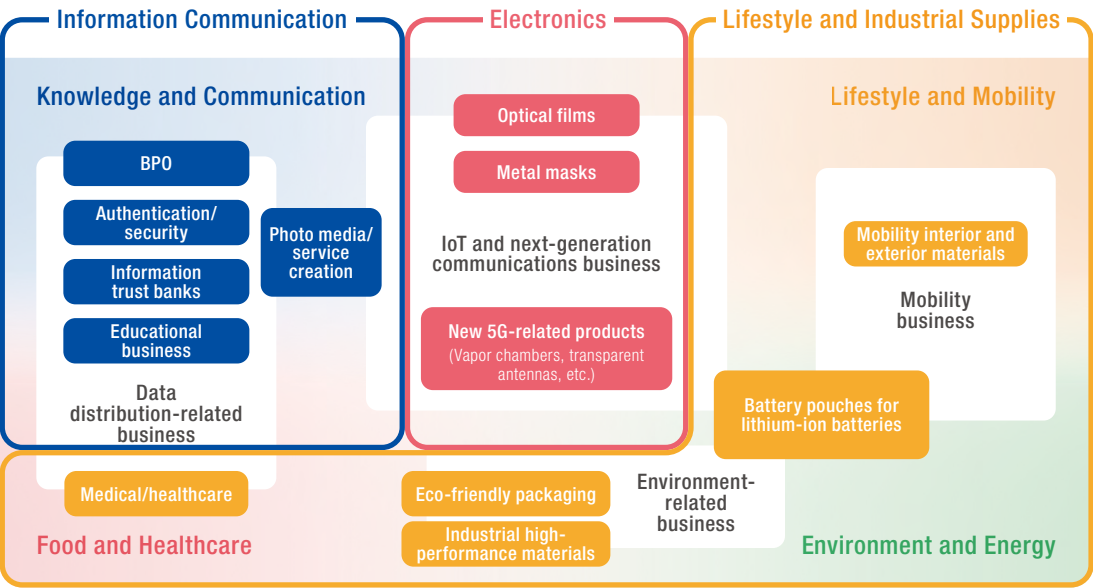 Information Communication
Electronics
Lifestyle and Industrial Supplies
Knowledge and Communication
Lifestyle and Mobility
BPO
Authentication/
security
Information
trust banks
Educational
business
Photo media/
service
creation
Data
distribution-related
business
Optical films
Metal masks
IoT and next-generation
communications business
New 5G-related products
(Vapor chambers, transparent
antennas, etc.)
Mobility interior and
exterior materials
Mobility
business
Battery pouches for
lithium-ion batteries
Medical/healthcare
Eco-friendly packaging
Industrial high-
performance materials
Environment-
related
business
Food and Healthcare
Environment and Energy